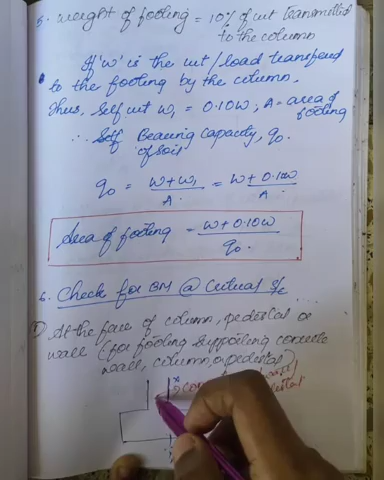 5. Weight of footing = 10% of wt transmitted
to the column
If 'w' is the wt/load transferred
to the footing by the column.
Thus, Self wt w₁ = 0.10w; A = area of
footing
∴ Self Bearing capacity, q₀.
of soil
q₀ = w+w₁/A = w+0.10w/A
Area of footing = w+0.10w/q₀.
6. Check for BM @ Critical S/c
① At the face of column, pedestal or
wall (for footing supporting concrete
wall, column, or pedestal)
x